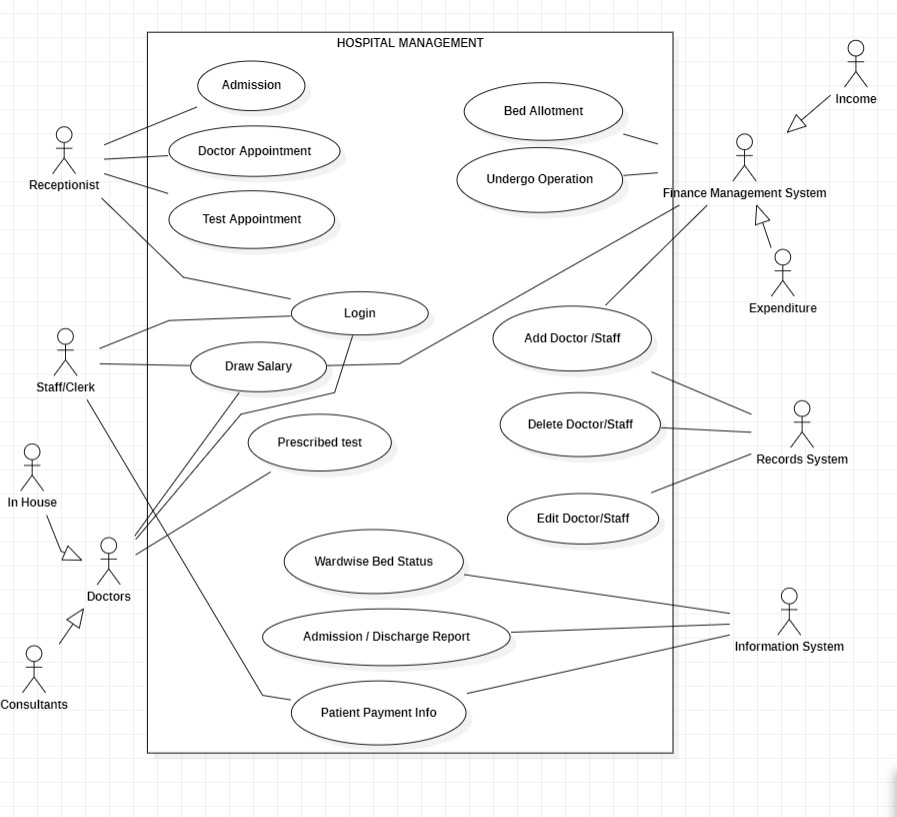 HOSPITAL MANAGEMENT
Admission
Income
Bed Allotment
Doctor Appointment
Receptionist
Undergo Operation
Finance Management System
Test Appointment
Login
Expenditure
Add Doctor /Staff
Draw Salary
Staff/Clerk
Delete Doctor/Staff
Prescribed test
Records System
In House
Edit Doctor/Staff
Wardwise Bed Status
Doctors
Admission / Discharge Report
Information System
Consultants
Patient Payment Info